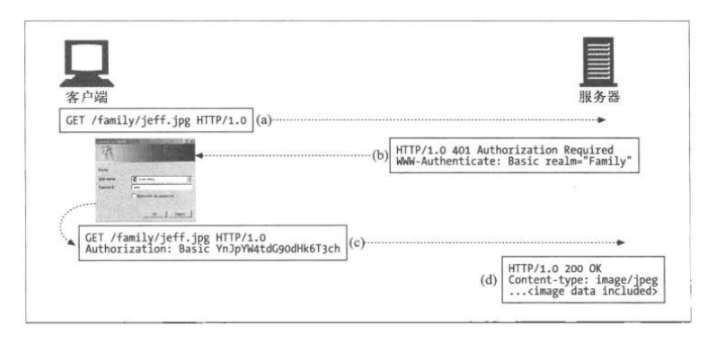 客户端
服务器
GET /family/jeff.jpg HTTP/1.0
(a)
(b)
HTTP/1.0 401 Authorization Required
WWW-Authenticate: Basic realm="Family"
GET /family/jeff.jpg HTTP/1.0
Authorization: Basic YnJpYW4tdG90dHk6T3ch
(c)
(d)
HTTP/1.0 200 OK
Content-type: image/jpeg
...<image data included>